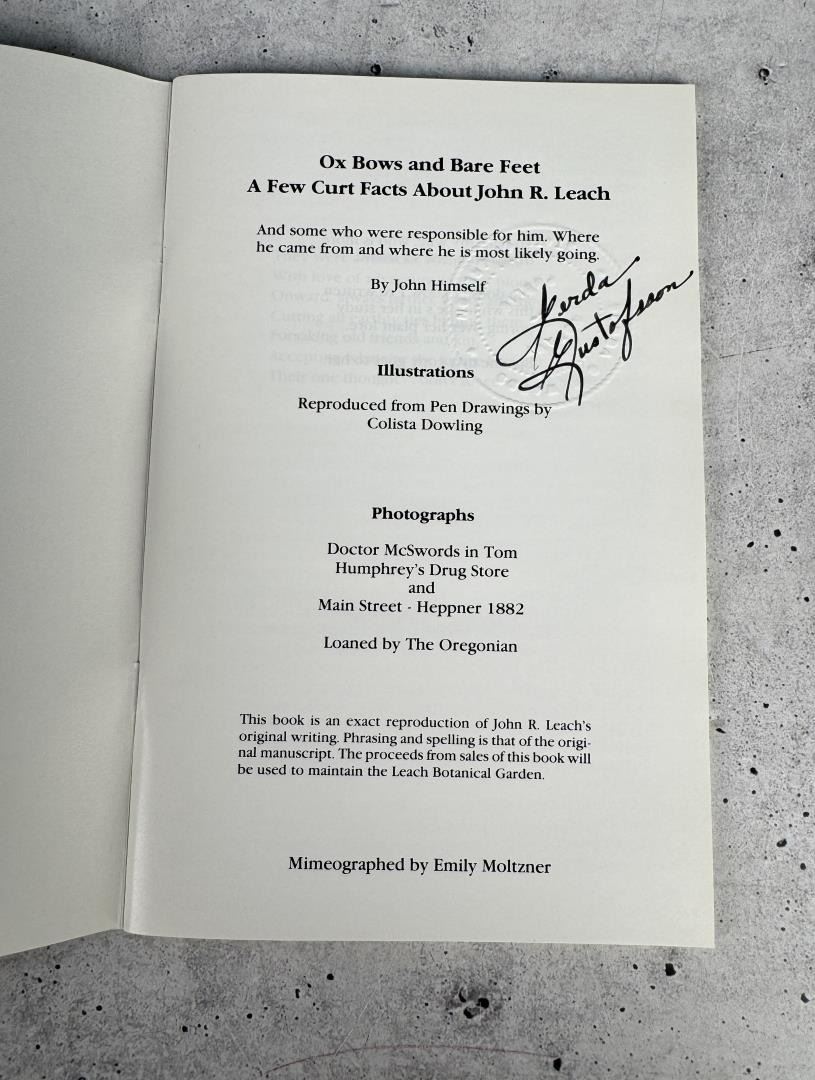 Ox Bows and Bare Feet
A Few Curt Facts About John R. Leach
And some who were responsible for him. Where
he came from and where he is most likely going.
By John Himself
Gustafsson
Illustrations
Reproduced from Pen Drawings by
Colista Dowling
Photographs
Doctor McSwords in Tom
Humphrey's Drug Store
and
Main Street - Heppner 1882
Loaned by The Oregonian
This book is an exact reproduction of John R. Leach's
original writing. Phrasing and spelling is that of the origi-
nal manuscript. The proceeds from sales of this book will
be used to maintain the Leach Botanical Garden.
Mimeographed by Emily Moltzner